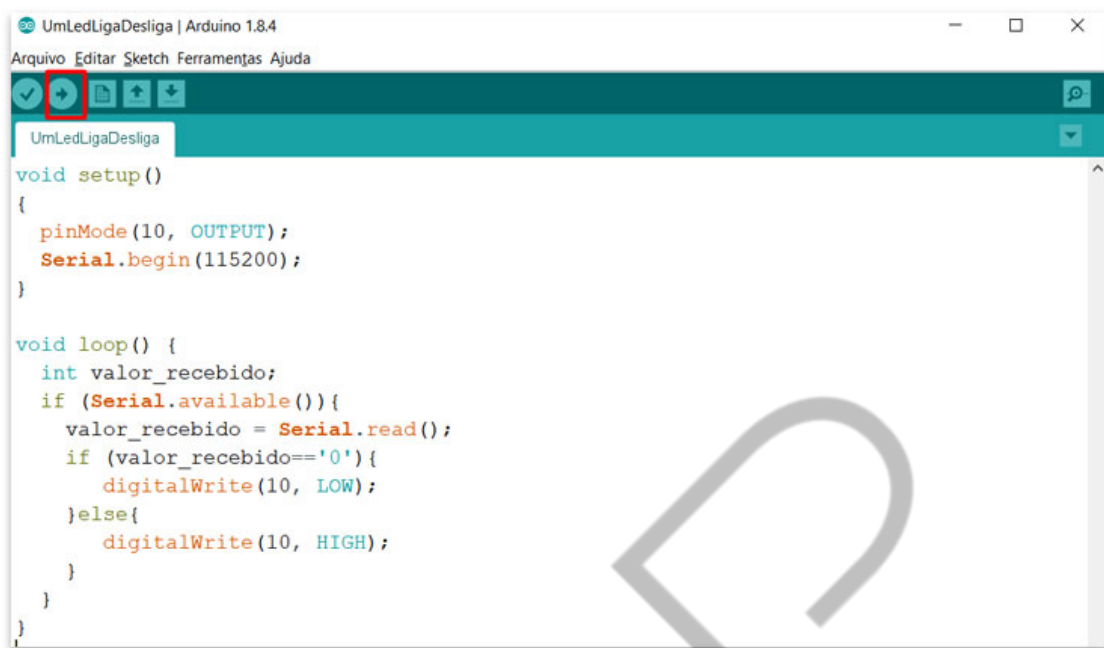 UmLedLigaDesliga | Arduino 1.8.4
Arquivo Editar Sketch Ferramentas Ajuda
UmLedLigaDesliga
void setup()
{
  pinMode(10, OUTPUT);
  Serial.begin(115200);
}

void loop() {
  int valor_recebido;
  if (Serial.available()){
    valor_recebido = Serial.read();
    if (valor_recebido=='0'){
       digitalWrite(10, LOW);
    }else{
       digitalWrite(10, HIGH);
    }
  }
}